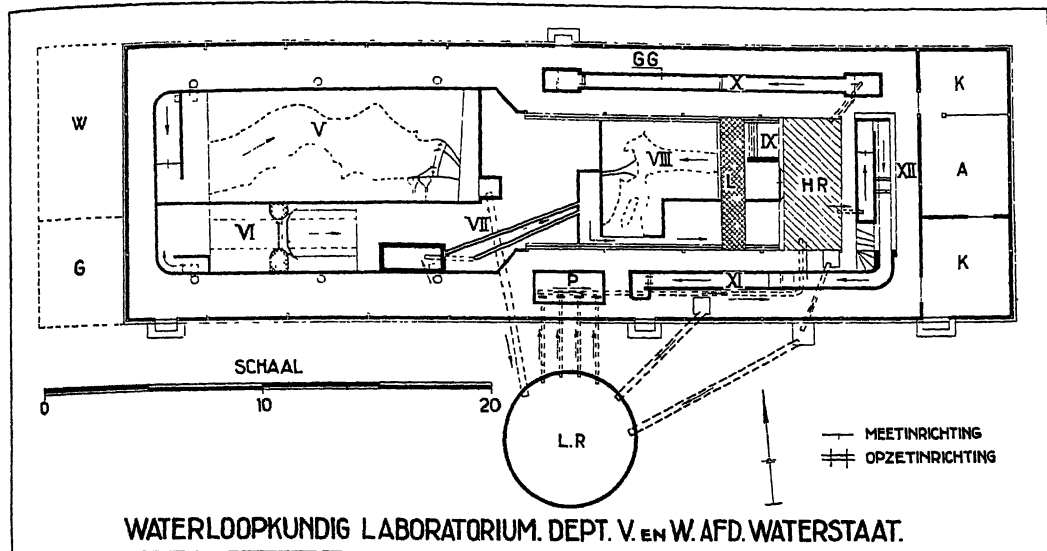 GG
X
K
W
V
VIII
IX
L
HR
XII
A
VI
VII
G
P
XI
K
SCHAAL
0 10 20
L.R
MEETINRICHTING
OPZETINRICHTING
WATERLOOPKUNDIG LABORATORIUM. DEPT. V. EN W. AFD. WATERSTAAT.